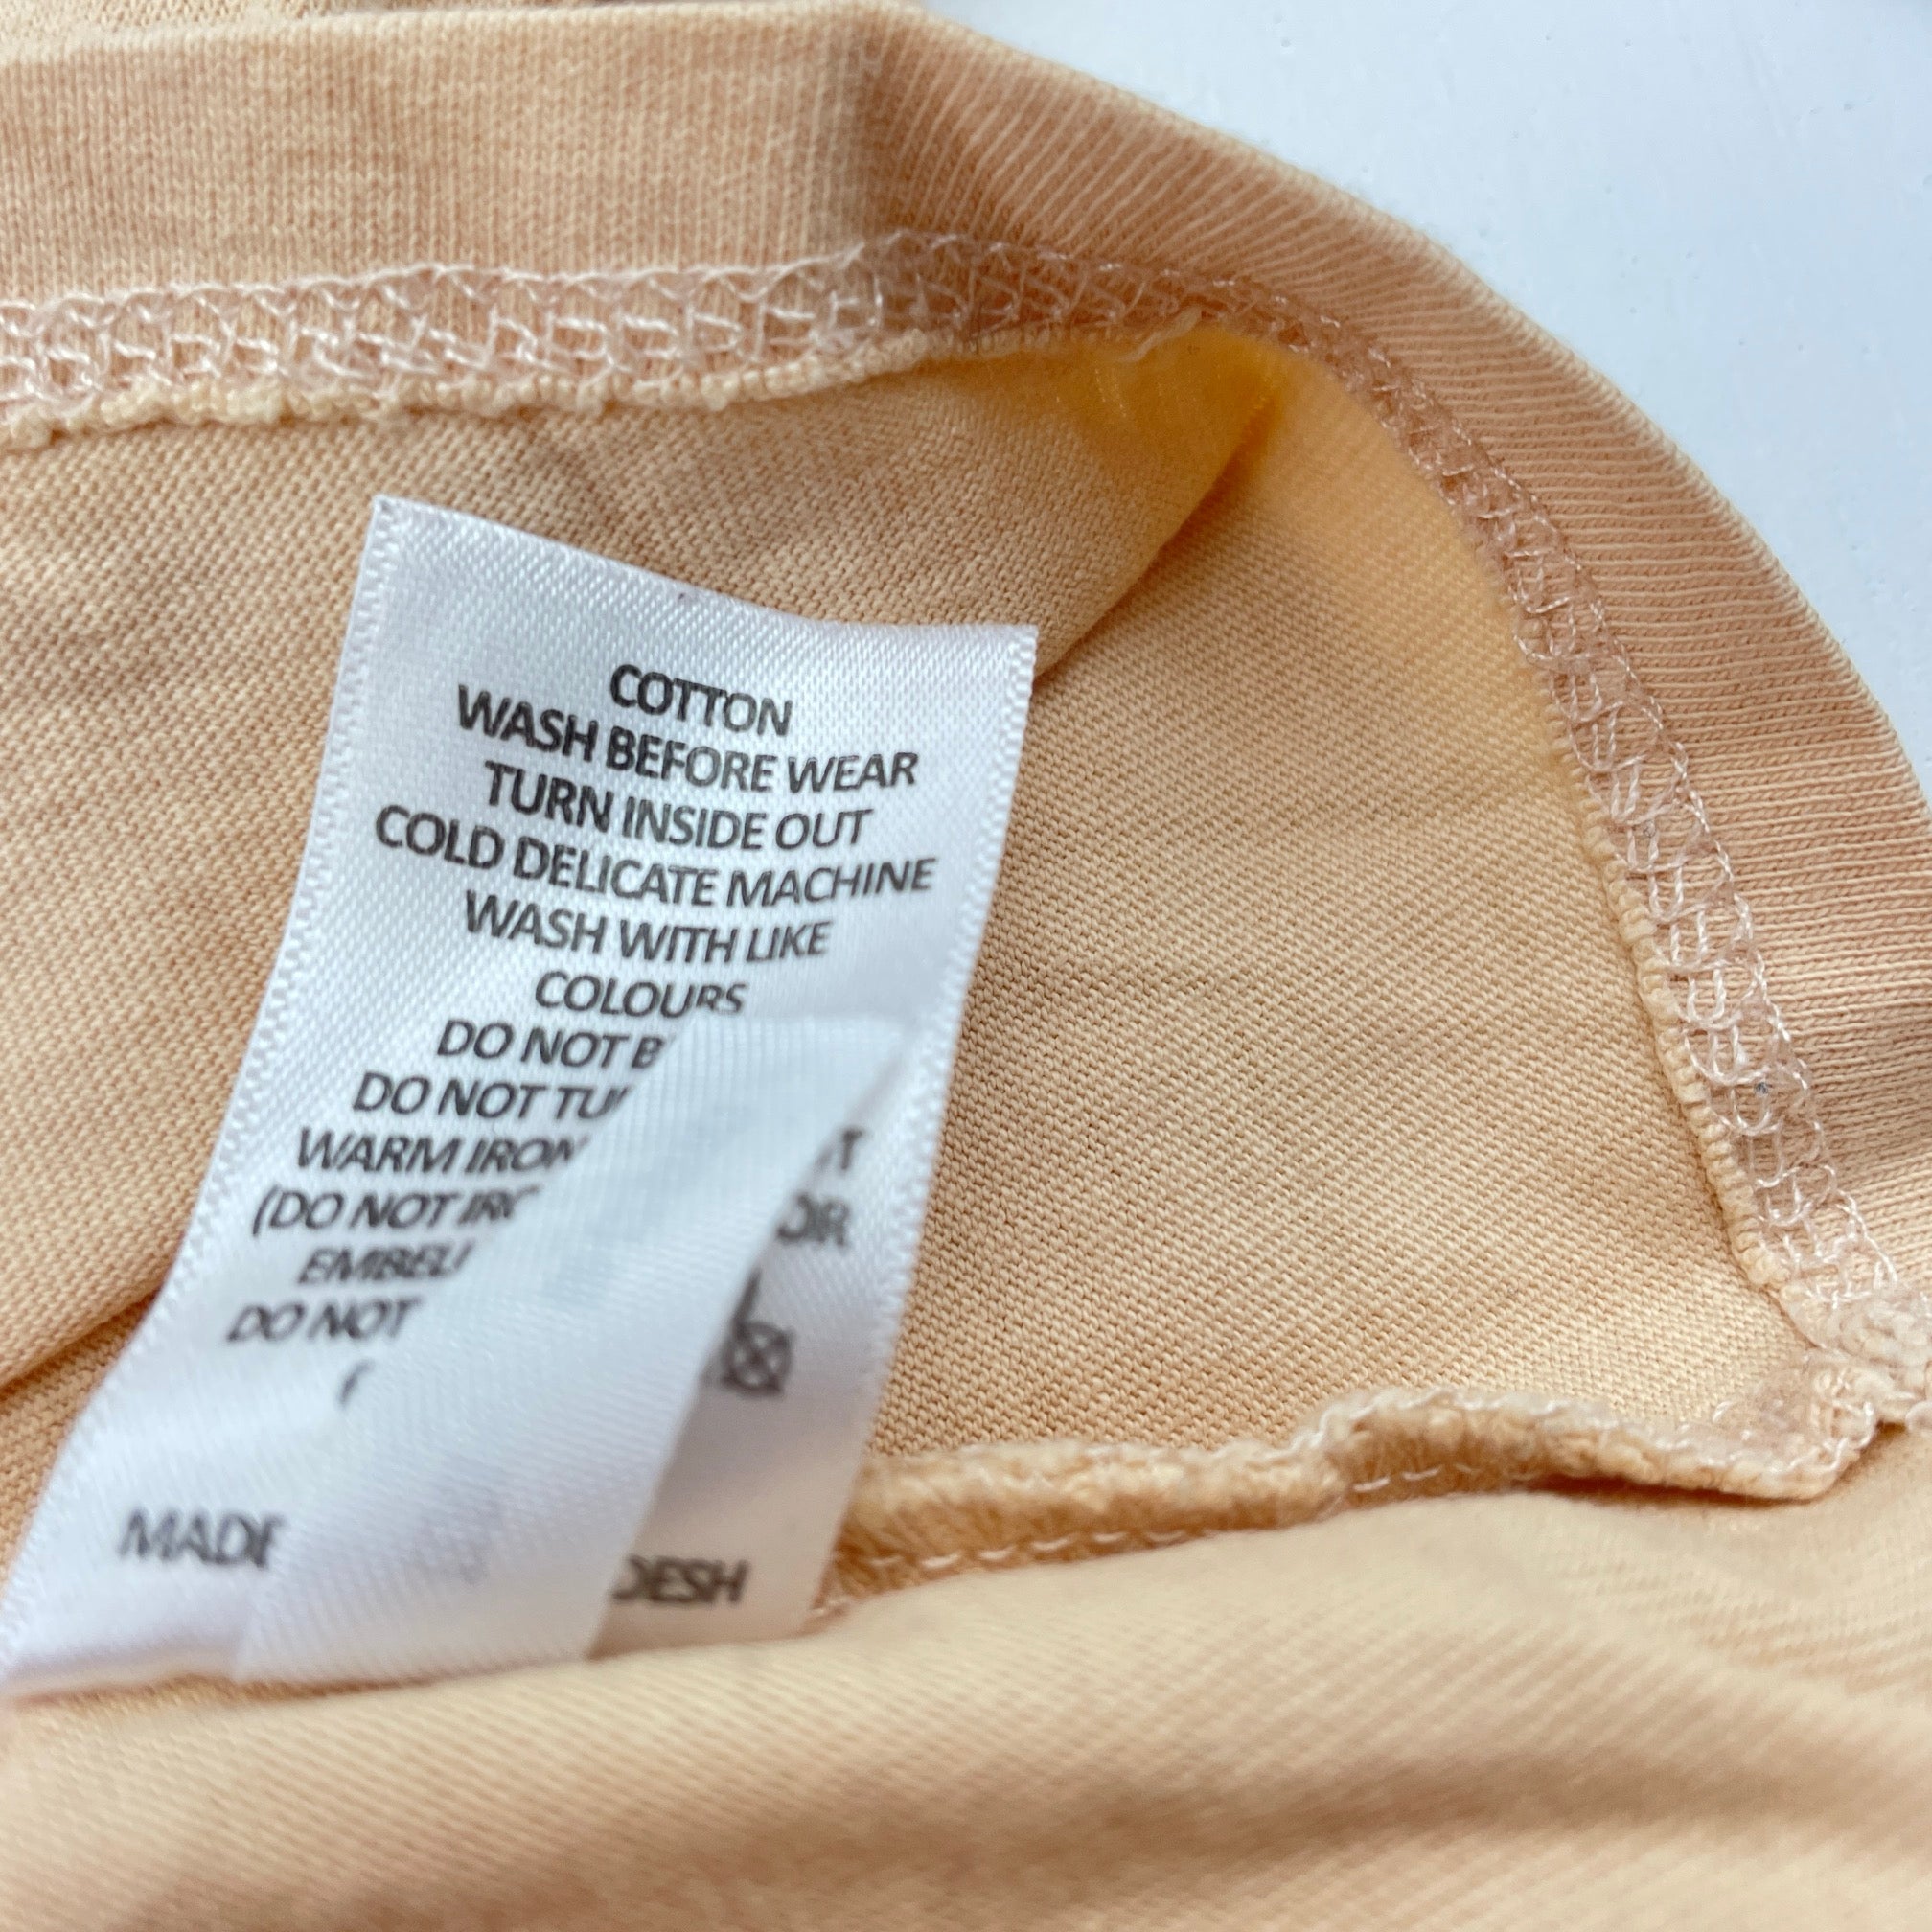 COTTON
WASH BEFORE WEAR
TURN INSIDE OUT
COLD DELICATE MACHINE
WASH WITH LIKE
COLOURS
DO NOT
DO NOT
WARM IRON
(DO NOT
DO NOT
MADE